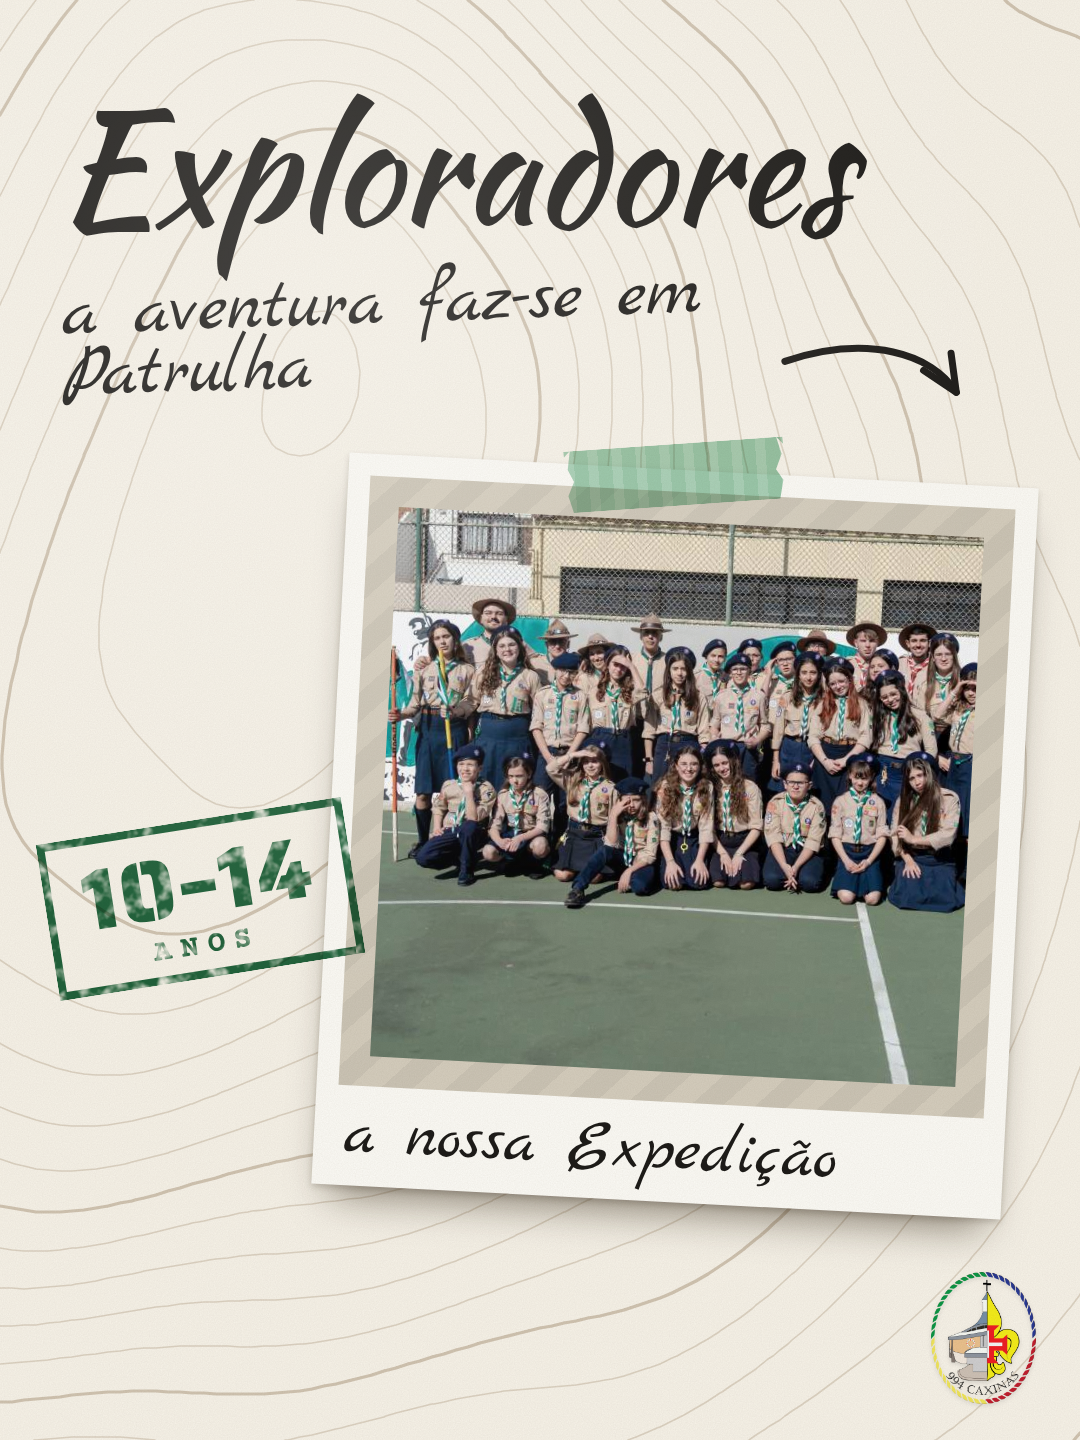 Exploradores
a aventura faz-se em
Patrulha
10-14
ANOS
a nossa Expedição
994 CAXINAS